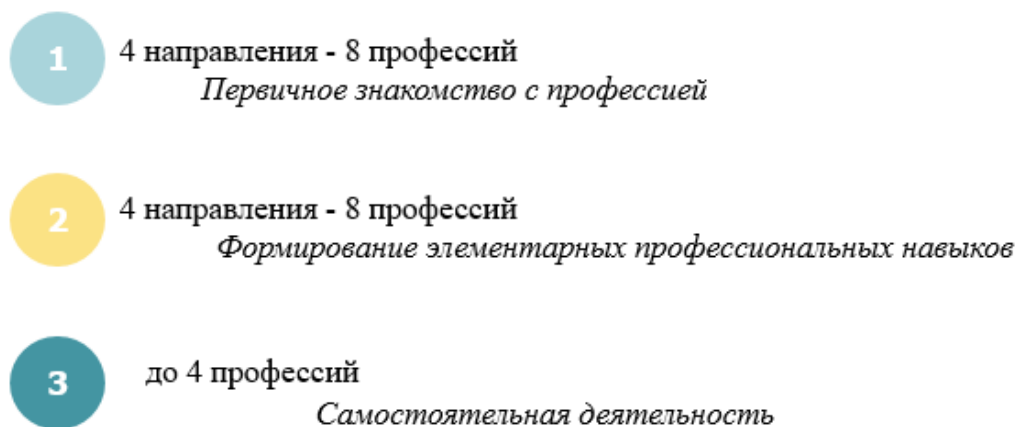 1 4 направления - 8 профессий
Первичное знакомство с профессией
2 4 направления - 8 профессий
Формирование элементарных профессиональных навыков
3 до 4 профессий
Самостоятельная деятельность